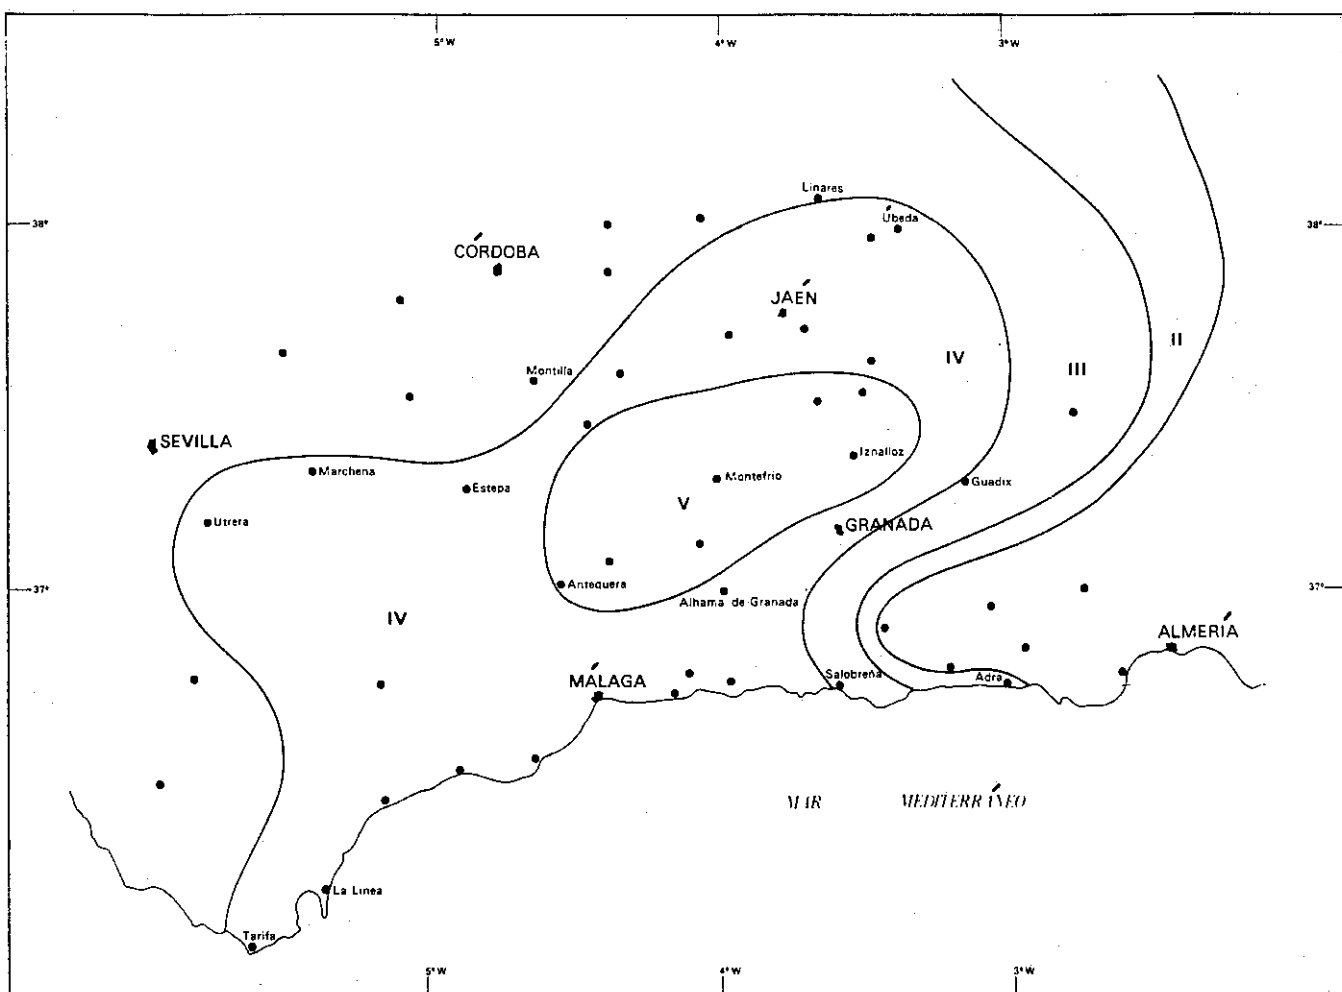 5° W 4° W 3° W
Linares
38° Úbeda 38°
CÓRDOBA
JAÉN
II
IV
III
Montilla
SEVILLA
Iznalloz
Marchena
Montefrio Guadix
Estepa
V
Utrera GRANADA
37° Antequera 37°
Alhama de Granada
IV
ALMERÍA
MÁLAGA Salobreña Adra
MAR MEDITERRÁNEO
La Linea
Tarifa
5° W 4° W 3° W